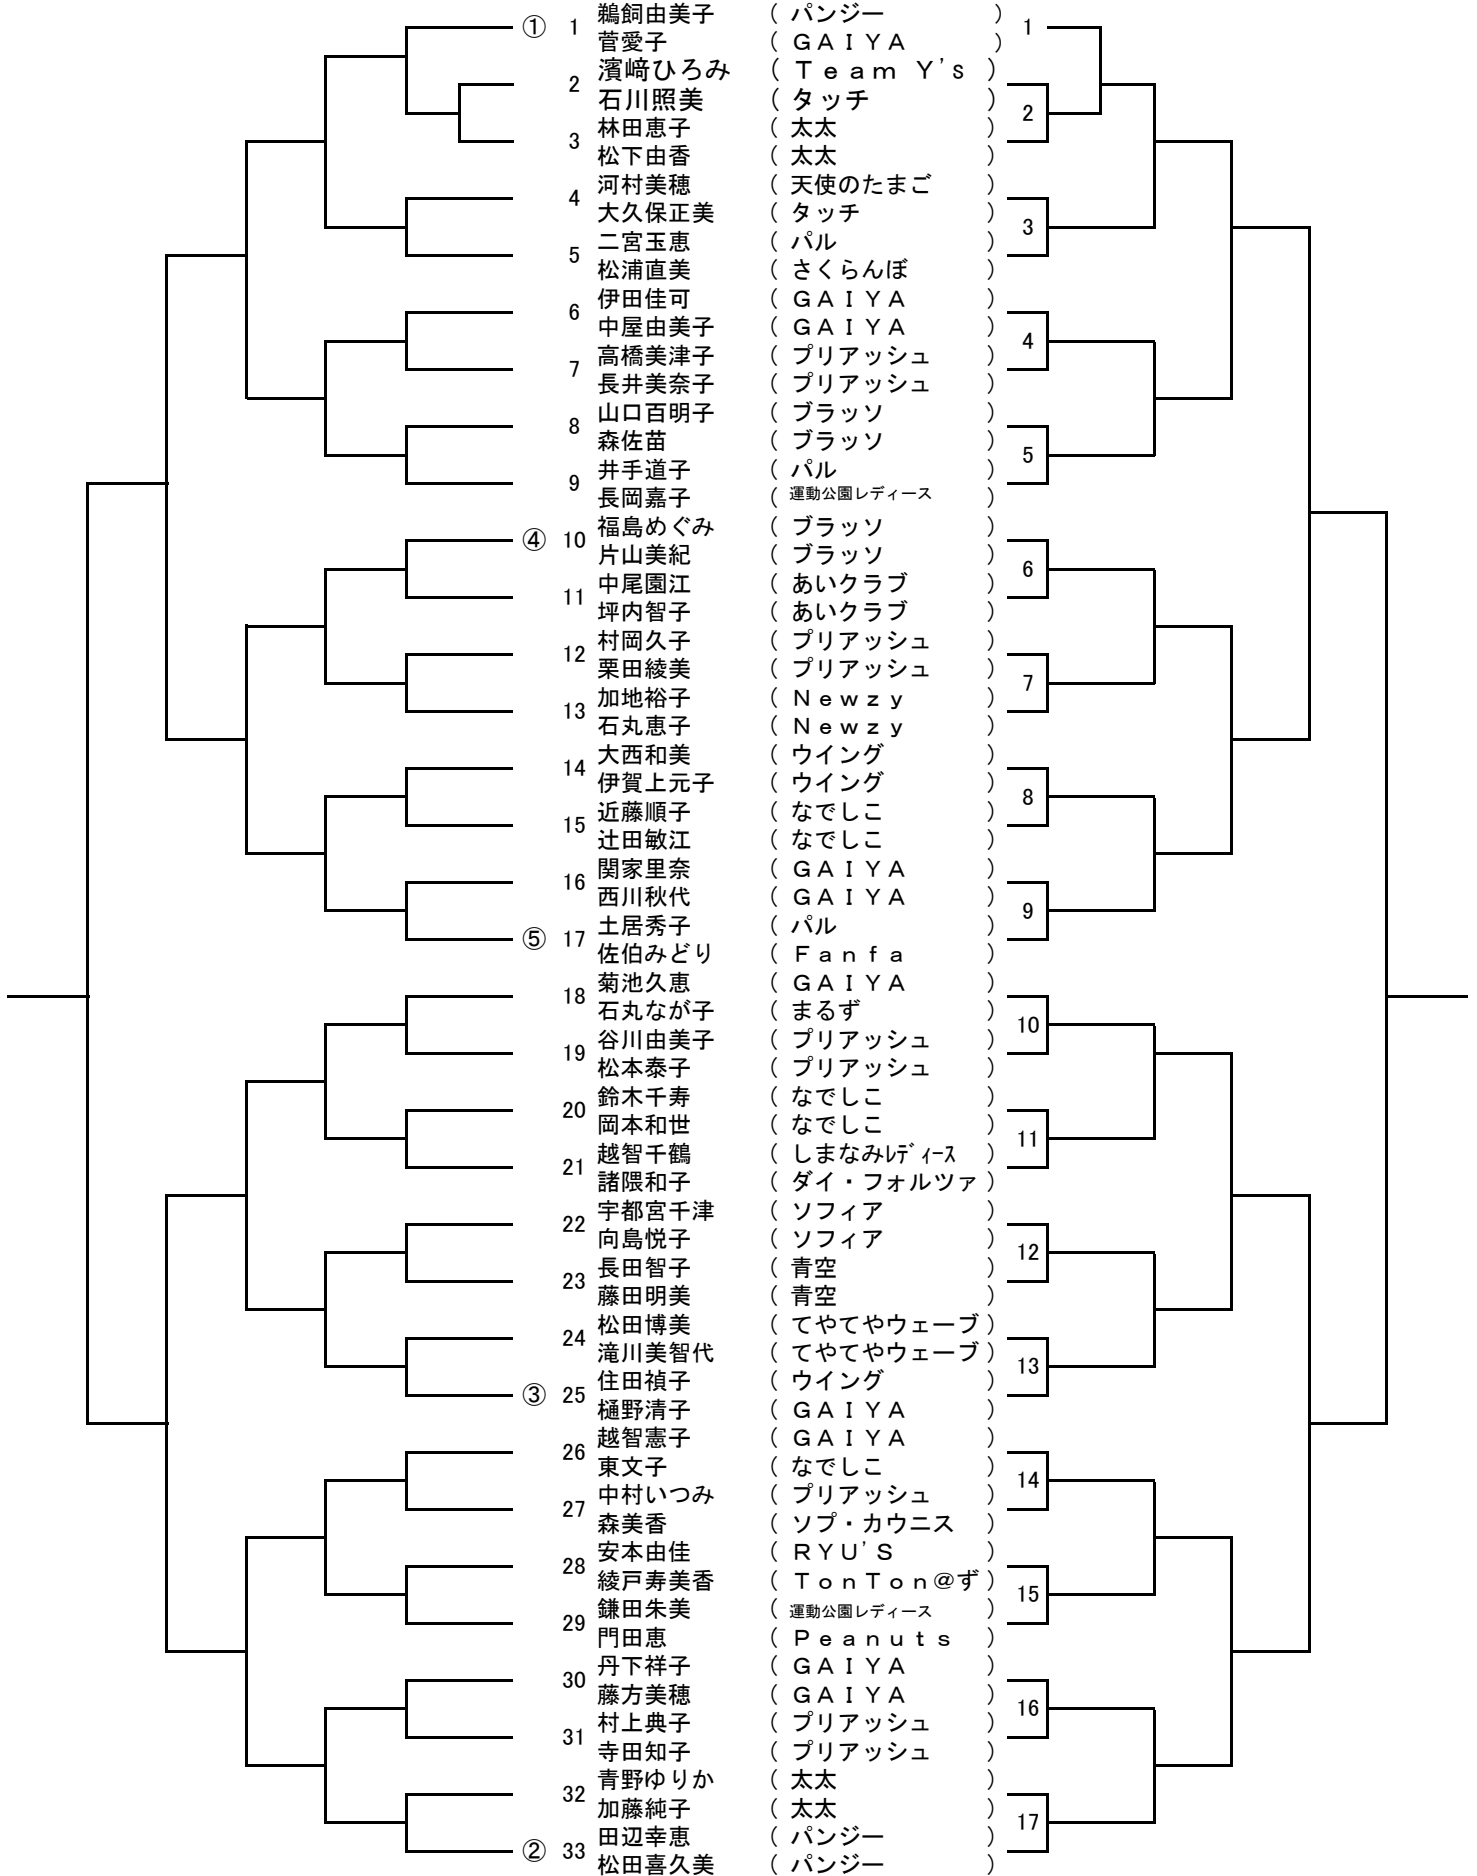 ① 1 鵜飼由美子 ( パンジー ) 1
菅愛子 ( ＧＡＩＹＡ )
2 濱﨑ひろみ ( Ｔｅａｍ Ｙ'ｓ )
石川照美 ( タッチ ) 2
3 林田恵子 ( 太太 )
松下由香 ( 太太 )
4 河村美穂 ( 天使のたまご )
大久保正美 ( タッチ ) 3
5 二宮玉恵 ( パル )
松浦直美 ( さくらんぼ )
6 伊田佳可 ( ＧＡＩＹＡ )
中屋由美子 ( ＧＡＩＹＡ ) 4
7 高橋美津子 ( プリアッシュ )
長井美奈子 ( プリアッシュ )
8 山口百明子 ( ブラッソ )
森佐苗 ( ブラッソ ) 5
9 井手道子 ( パル )
長岡嘉子 ( 運動公園レディース )
④ 10 福島めぐみ ( ブラッソ )
片山美紀 ( ブラッソ ) 6
11 中尾園江 ( あいクラブ )
坪内智子 ( あいクラブ )
12 村岡久子 ( プリアッシュ )
栗田綾美 ( プリアッシュ ) 7
13 加地裕子 ( Ｎｅｗｚｙ )
石丸恵子 ( Ｎｅｗｚｙ )
14 大西和美 ( ウイング )
伊賀上元子 ( ウイング ) 8
15 近藤順子 ( なでしこ )
辻田敏江 ( なでしこ )
16 関家里奈 ( ＧＡＩＹＡ )
西川秋代 ( ＧＡＩＹＡ ) 9
⑤ 17 土居秀子 ( パル )
佐伯みどり ( Ｆａｎｆａ )
18 菊池久恵 ( ＧＡＩＹＡ )
石丸なが子 ( まるず ) 10
19 谷川由美子 ( プリアッシュ )
松本泰子 ( プリアッシュ )
20 鈴木千寿 ( なでしこ )
岡本和世 ( なでしこ ) 11
21 越智千鶴 ( しまなみﾚﾃﾞｨｰｽ )
諸隈和子 ( ダイ・フォルツァ )
22 宇都宮千津 ( ソフィア )
向島悦子 ( ソフィア ) 12
23 長田智子 ( 青空 )
藤田明美 ( 青空 )
24 松田博美 ( てやてやウェーブ )
滝川美智代 ( てやてやウェーブ ) 13
③ 25 住田禎子 ( ウイング )
樋野清子 ( ＧＡＩＹＡ )
26 越智憲子 ( ＧＡＩＹＡ )
東文子 ( なでしこ ) 14
27 中村いつみ ( プリアッシュ )
森美香 ( ソプ・カウニス )
28 安本由佳 ( ＲＹＵ'Ｓ )
綾戸寿美香 ( ＴｏｎＴｏｎ＠ず ) 15
29 鎌田朱美 ( 運動公園レディース )
門田恵 ( Ｐｅａｎｕｔｓ )
30 丹下祥子 ( ＧＡＩＹＡ )
藤方美穂 ( ＧＡＩＹＡ ) 16
31 村上典子 ( プリアッシュ )
寺田知子 ( プリアッシュ )
32 青野ゆりか ( 太太 )
加藤純子 ( 太太 ) 17
② 33 田辺幸恵 ( パンジー )
松田喜久美 ( パンジー )